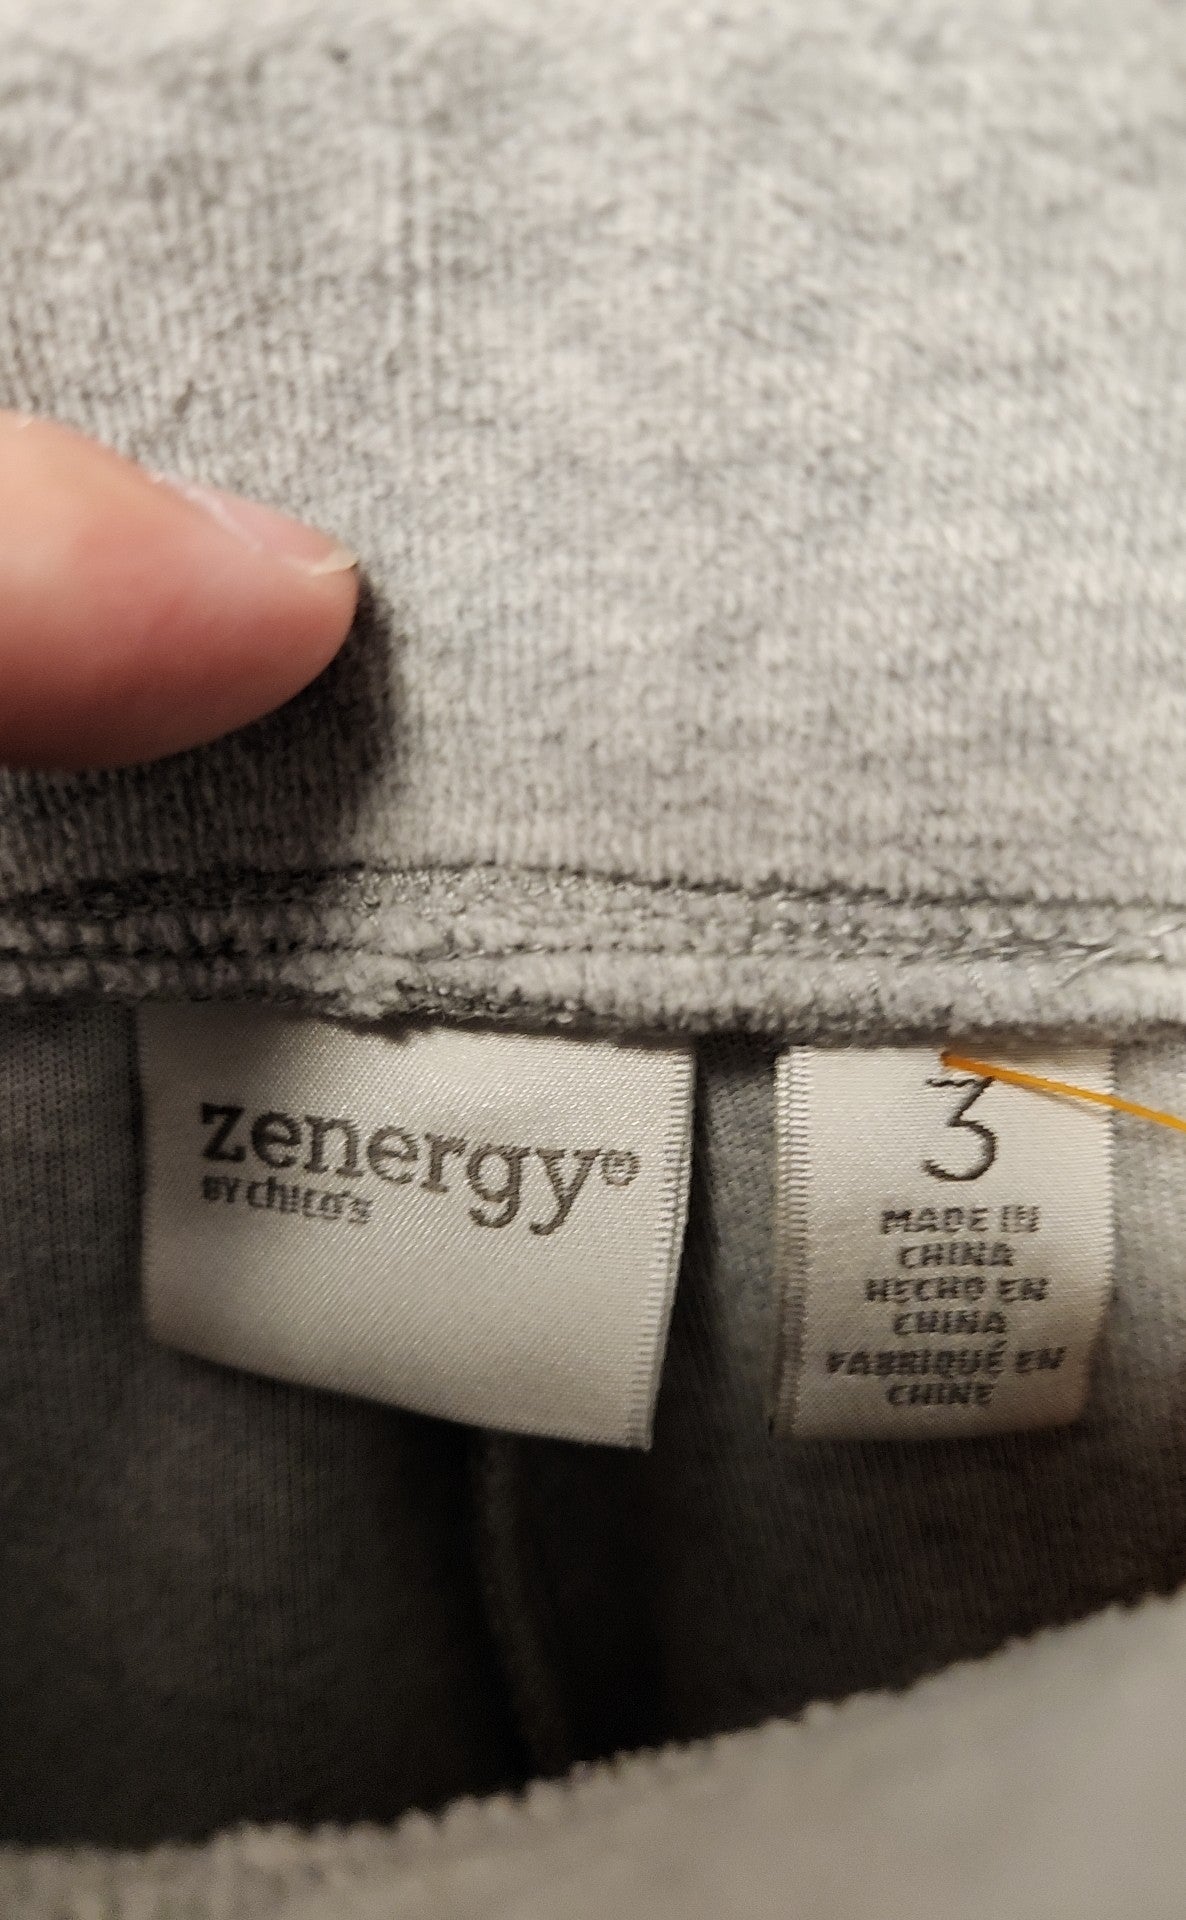 zenergy®
BY chico's
3
MADE IN
CHINA
HECHO EN
CHINA
FABRIQUÉ EN
CHINE